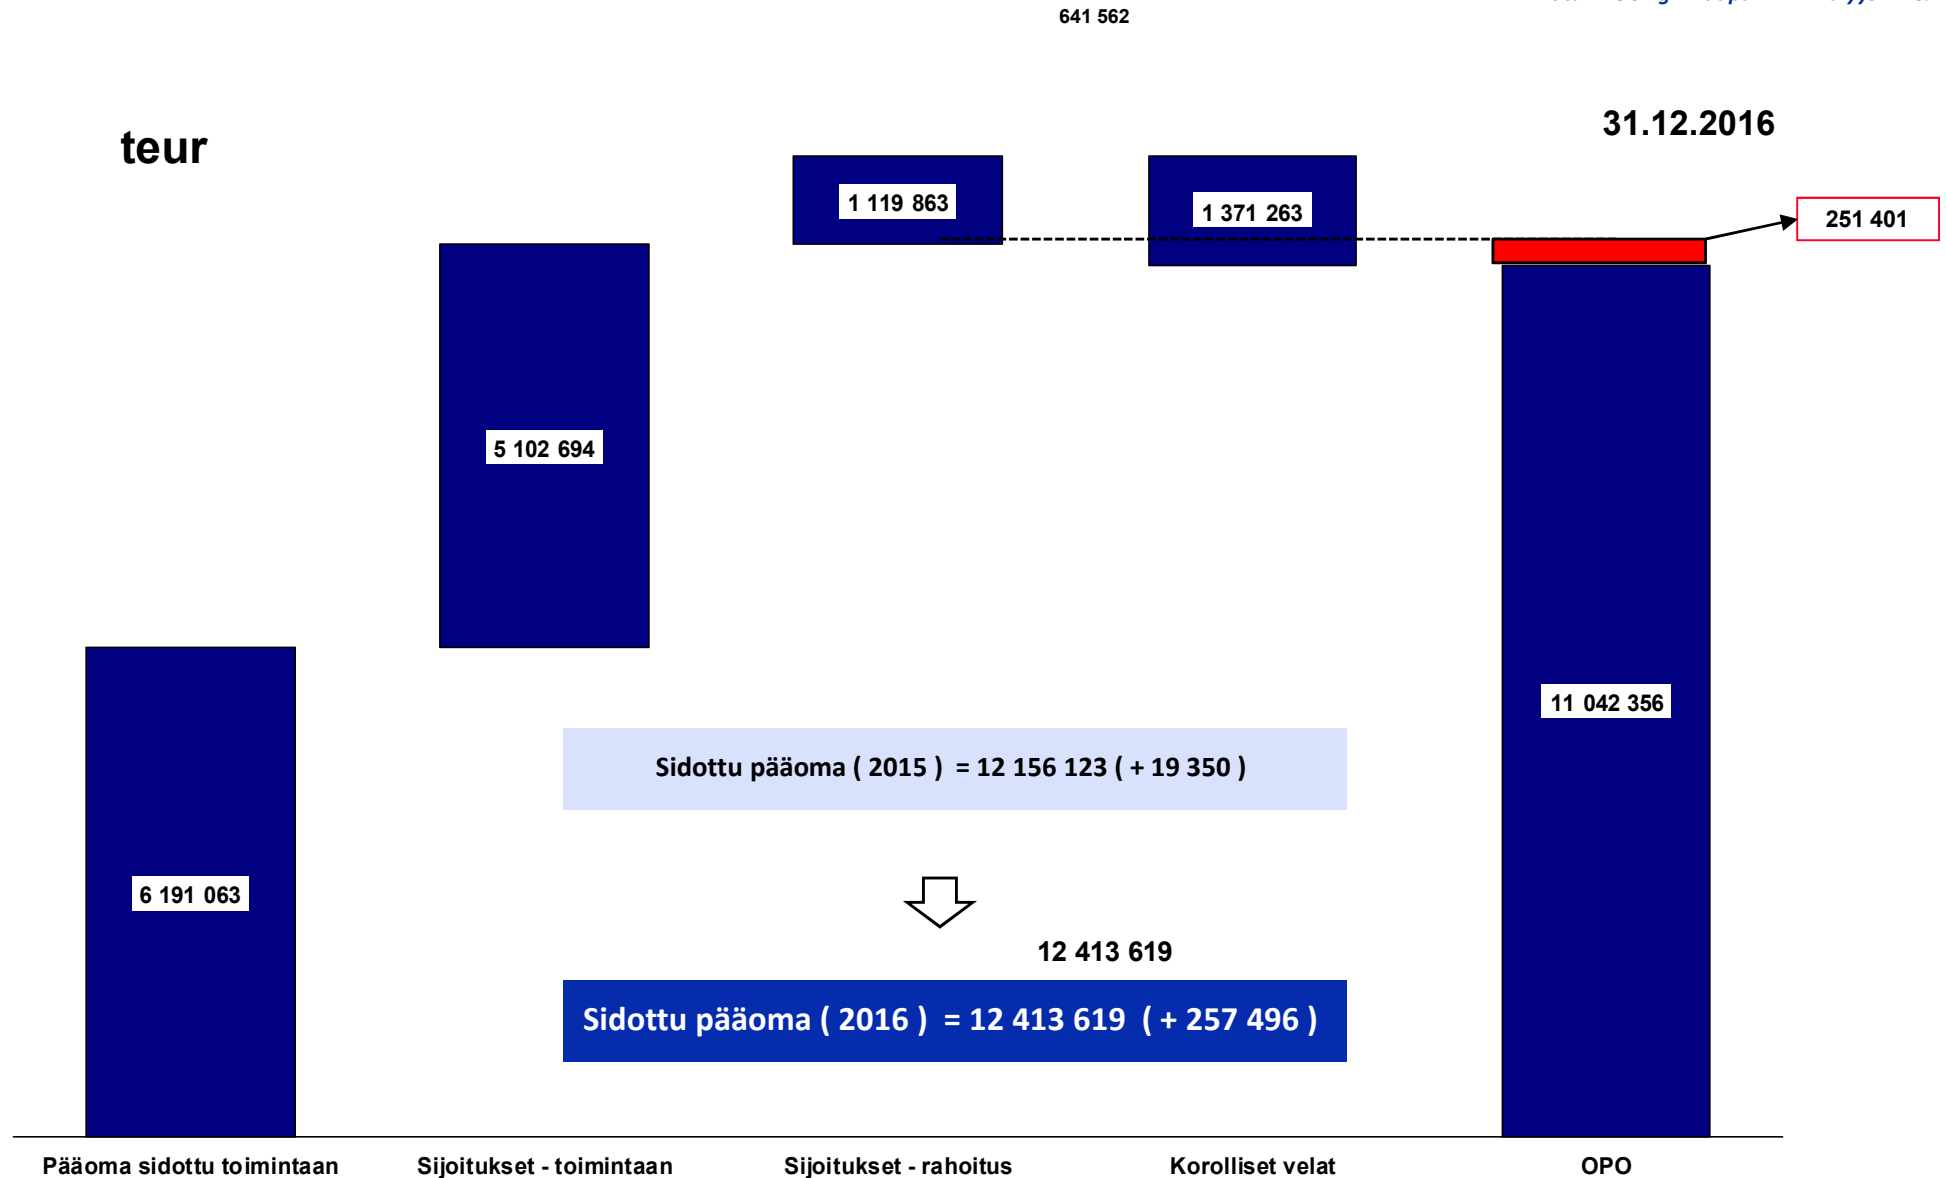 641 562
teur
31.12.2016
1 119 863
1 371 263
251 401
5 102 694
11 042 356
Sidottu pääoma ( 2015 ) = 12 156 123 ( + 19 350 )
6 191 063
12 413 619
Sidottu pääoma ( 2016 ) = 12 413 619 ( + 257 496 )
Pääoma sidottu toimintaan
Sijoitukset - toimintaan
Sijoitukset - rahoitus
Korolliset velat
OPO